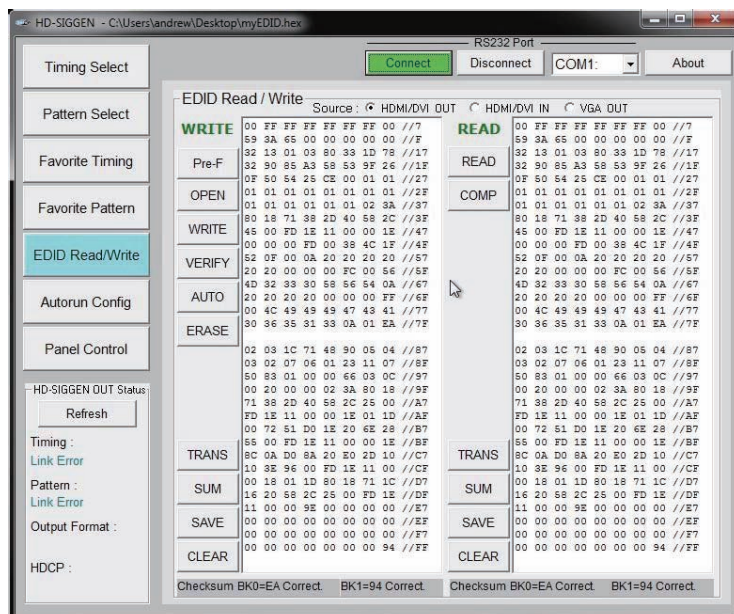 HD-SIGGEN - C:\Users\andrew\Desktop\myEDID.hex
RS232 Port
Connect
Disconnect
COM1:
About
Timing Select
Pattern Select
Favorite Timing
Favorite Pattern
EDID Read/Write
Autorun Config
Panel Control
HD-SIGGEN OUT Status
Refresh
Timing :
Link Error
Pattern :
Link Error
Output Format :
HDCP :
EDID Read / Write
Source : HDMI/DVI OUT HDMI/DVI IN VGA OUT
WRITE
Pre-F
OPEN
WRITE
VERIFY
AUTO
ERASE
TRANS
SUM
SAVE
CLEAR
00 FF FF FF FF FF FF 00 //7
59 3A 65 00 00 00 00 00 //F
32 13 01 03 80 33 1D 78 //17
32 90 85 A3 58 53 9F 26 //1F
0F 50 54 25 CE 00 01 01 //27
01 01 01 01 01 01 01 01 //2F
01 01 01 01 01 01 02 3A //37
80 18 71 38 2D 40 58 2C //3F
45 00 FD 1E 11 00 00 1E //47
00 00 00 FD 00 38 4C 1F //4F
52 0F 00 0A 20 20 20 20 //57
20 20 00 00 00 FC 00 56 //5F
4D 32 33 30 58 56 54 0A //67
20 20 20 20 00 00 00 FF //6F
00 4C 49 49 49 47 43 41 //77
30 36 35 31 33 0A 01 EA //7F
02 03 1C 71 48 90 05 04 //87
03 02 07 06 01 23 11 07 //8F
50 83 01 00 00 66 03 0C //97
00 20 00 00 02 3A 80 18 //9F
71 38 2D 40 58 2C 25 00 //A7
FD 1E 11 00 00 1E 01 1D //AF
00 72 51 D0 1E 20 6E 28 //B7
55 00 FD 1E 11 00 00 1E //BF
8C 0A D0 8A 20 E0 2D 10 //C7
10 3E 96 00 FD 1E 11 00 //CF
00 18 01 1D 80 18 71 1C //D7
16 20 58 2C 25 00 FD 1E //DF
11 00 00 9E 00 00 00 00 //E7
00 00 00 00 00 00 00 00 //EF
00 00 00 00 00 00 00 00 //F7
00 00 00 00 00 00 00 94 //FF
Checksum BK0=EA Correct. BK1=94 Correct.
READ
READ
COMP
TRANS
SUM
SAVE
CLEAR
00 FF FF FF FF FF FF 00 //7
59 3A 65 00 00 00 00 00 //F
32 13 01 03 80 33 1D 78 //17
32 90 85 A3 58 53 9F 26 //1F
0F 50 54 25 CE 00 01 01 //27
01 01 01 01 01 01 01 01 //2F
01 01 01 01 01 01 02 3A //37
80 18 71 38 2D 40 58 2C //3F
45 00 FD 1E 11 00 00 1E //47
00 00 00 FD 00 38 4C 1F //4F
52 0F 00 0A 20 20 20 20 //57
20 20 00 00 00 FC 00 56 //5F
4D 32 33 30 58 56 54 0A //67
20 20 20 20 00 00 00 FF //6F
00 4C 49 49 49 47 43 41 //77
30 36 35 31 33 0A 01 EA //7F
02 03 1C 71 48 90 05 04 //87
03 02 07 06 01 23 11 07 //8F
50 83 01 00 00 66 03 0C //97
00 20 00 00 02 3A 80 18 //9F
71 38 2D 40 58 2C 25 00 //A7
FD 1E 11 00 00 1E 01 1D //AF
00 72 51 D0 1E 20 6E 28 //B7
55 00 FD 1E 11 00 00 1E //BF
8C 0A D0 8A 20 E0 2D 10 //C7
10 3E 96 00 FD 1E 11 00 //CF
00 18 01 1D 80 18 71 1C //D7
16 20 58 2C 25 00 FD 1E //DF
11 00 00 9E 00 00 00 00 //E7
00 00 00 00 00 00 00 00 //EF
00 00 00 00 00 00 00 00 //F7
00 00 00 00 00 00 00 94 //FF
Checksum BK0=EA Correct. BK1=94 Correct.